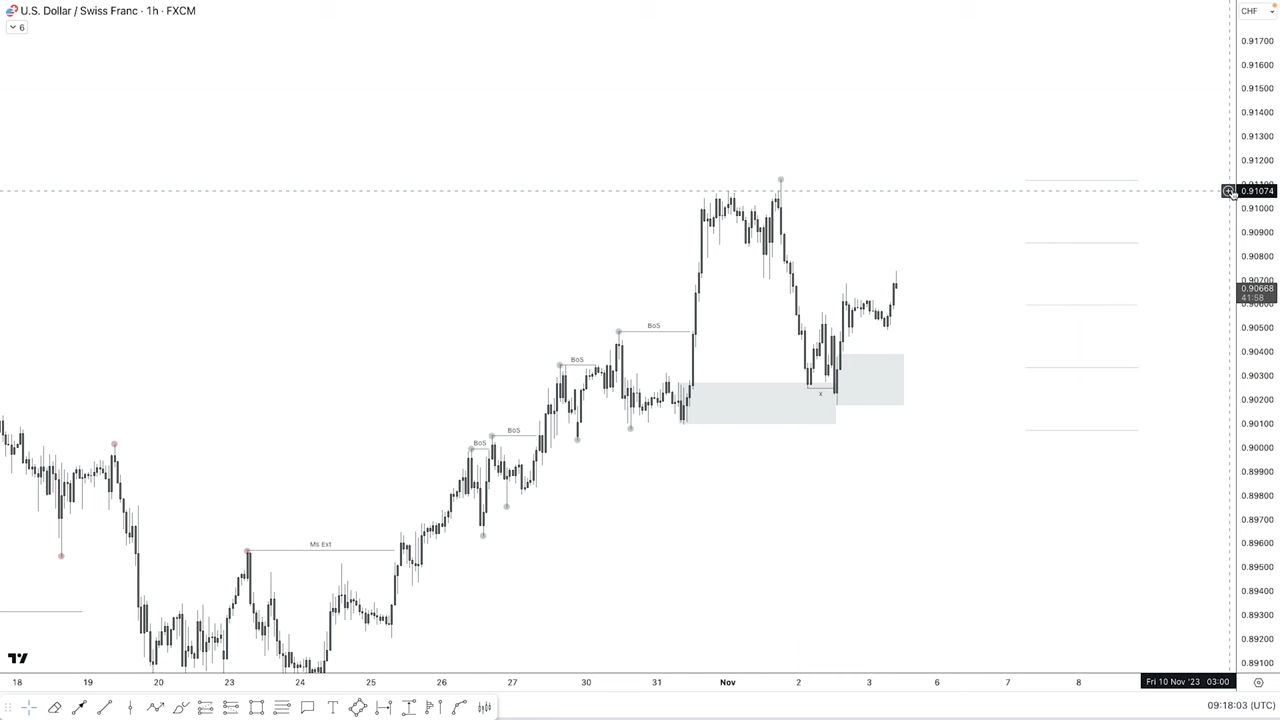 U.S. Dollar / Swiss Franc · 1h · FXCM
6
CHF
0.91700
0.91600
0.91500
0.91400
0.91300
0.91200
0.91074
0.91000
0.90900
0.90800
0.90700
0.90668
41:58
0.90500
0.90400
0.90300
0.90200
0.90100
0.90000
0.89900
0.89800
0.89700
0.89600
0.89500
0.89400
0.89300
0.89200
0.89100
BoS
BoS
BoS
BoS
Ms Ext
x
18 19 20 23 24 25 26 27 30 31 Nov 2 3 6 7 8 Fri 10 Nov '23 03:00
09:18:03 (UTC)